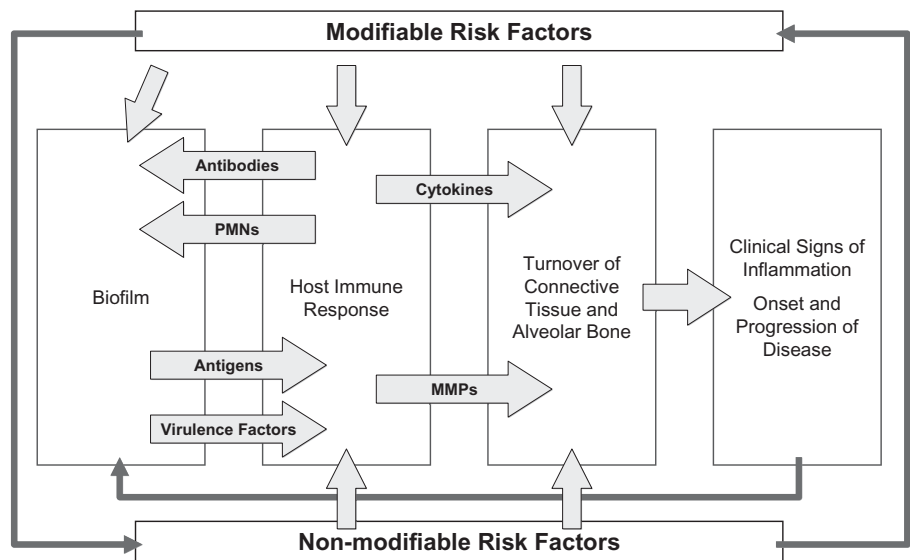 Modifiable Risk Factors
Antibodies
PMNs
Biofilm
Antigens
Virulence Factors
Host Immune
Response
Cytokines
MMPs
Turnover of
Connective
Tissue and
Alveolar Bone
Clinical Signs of
Inflammation
Onset and
Progression of
Disease
Non-modifiable Risk Factors